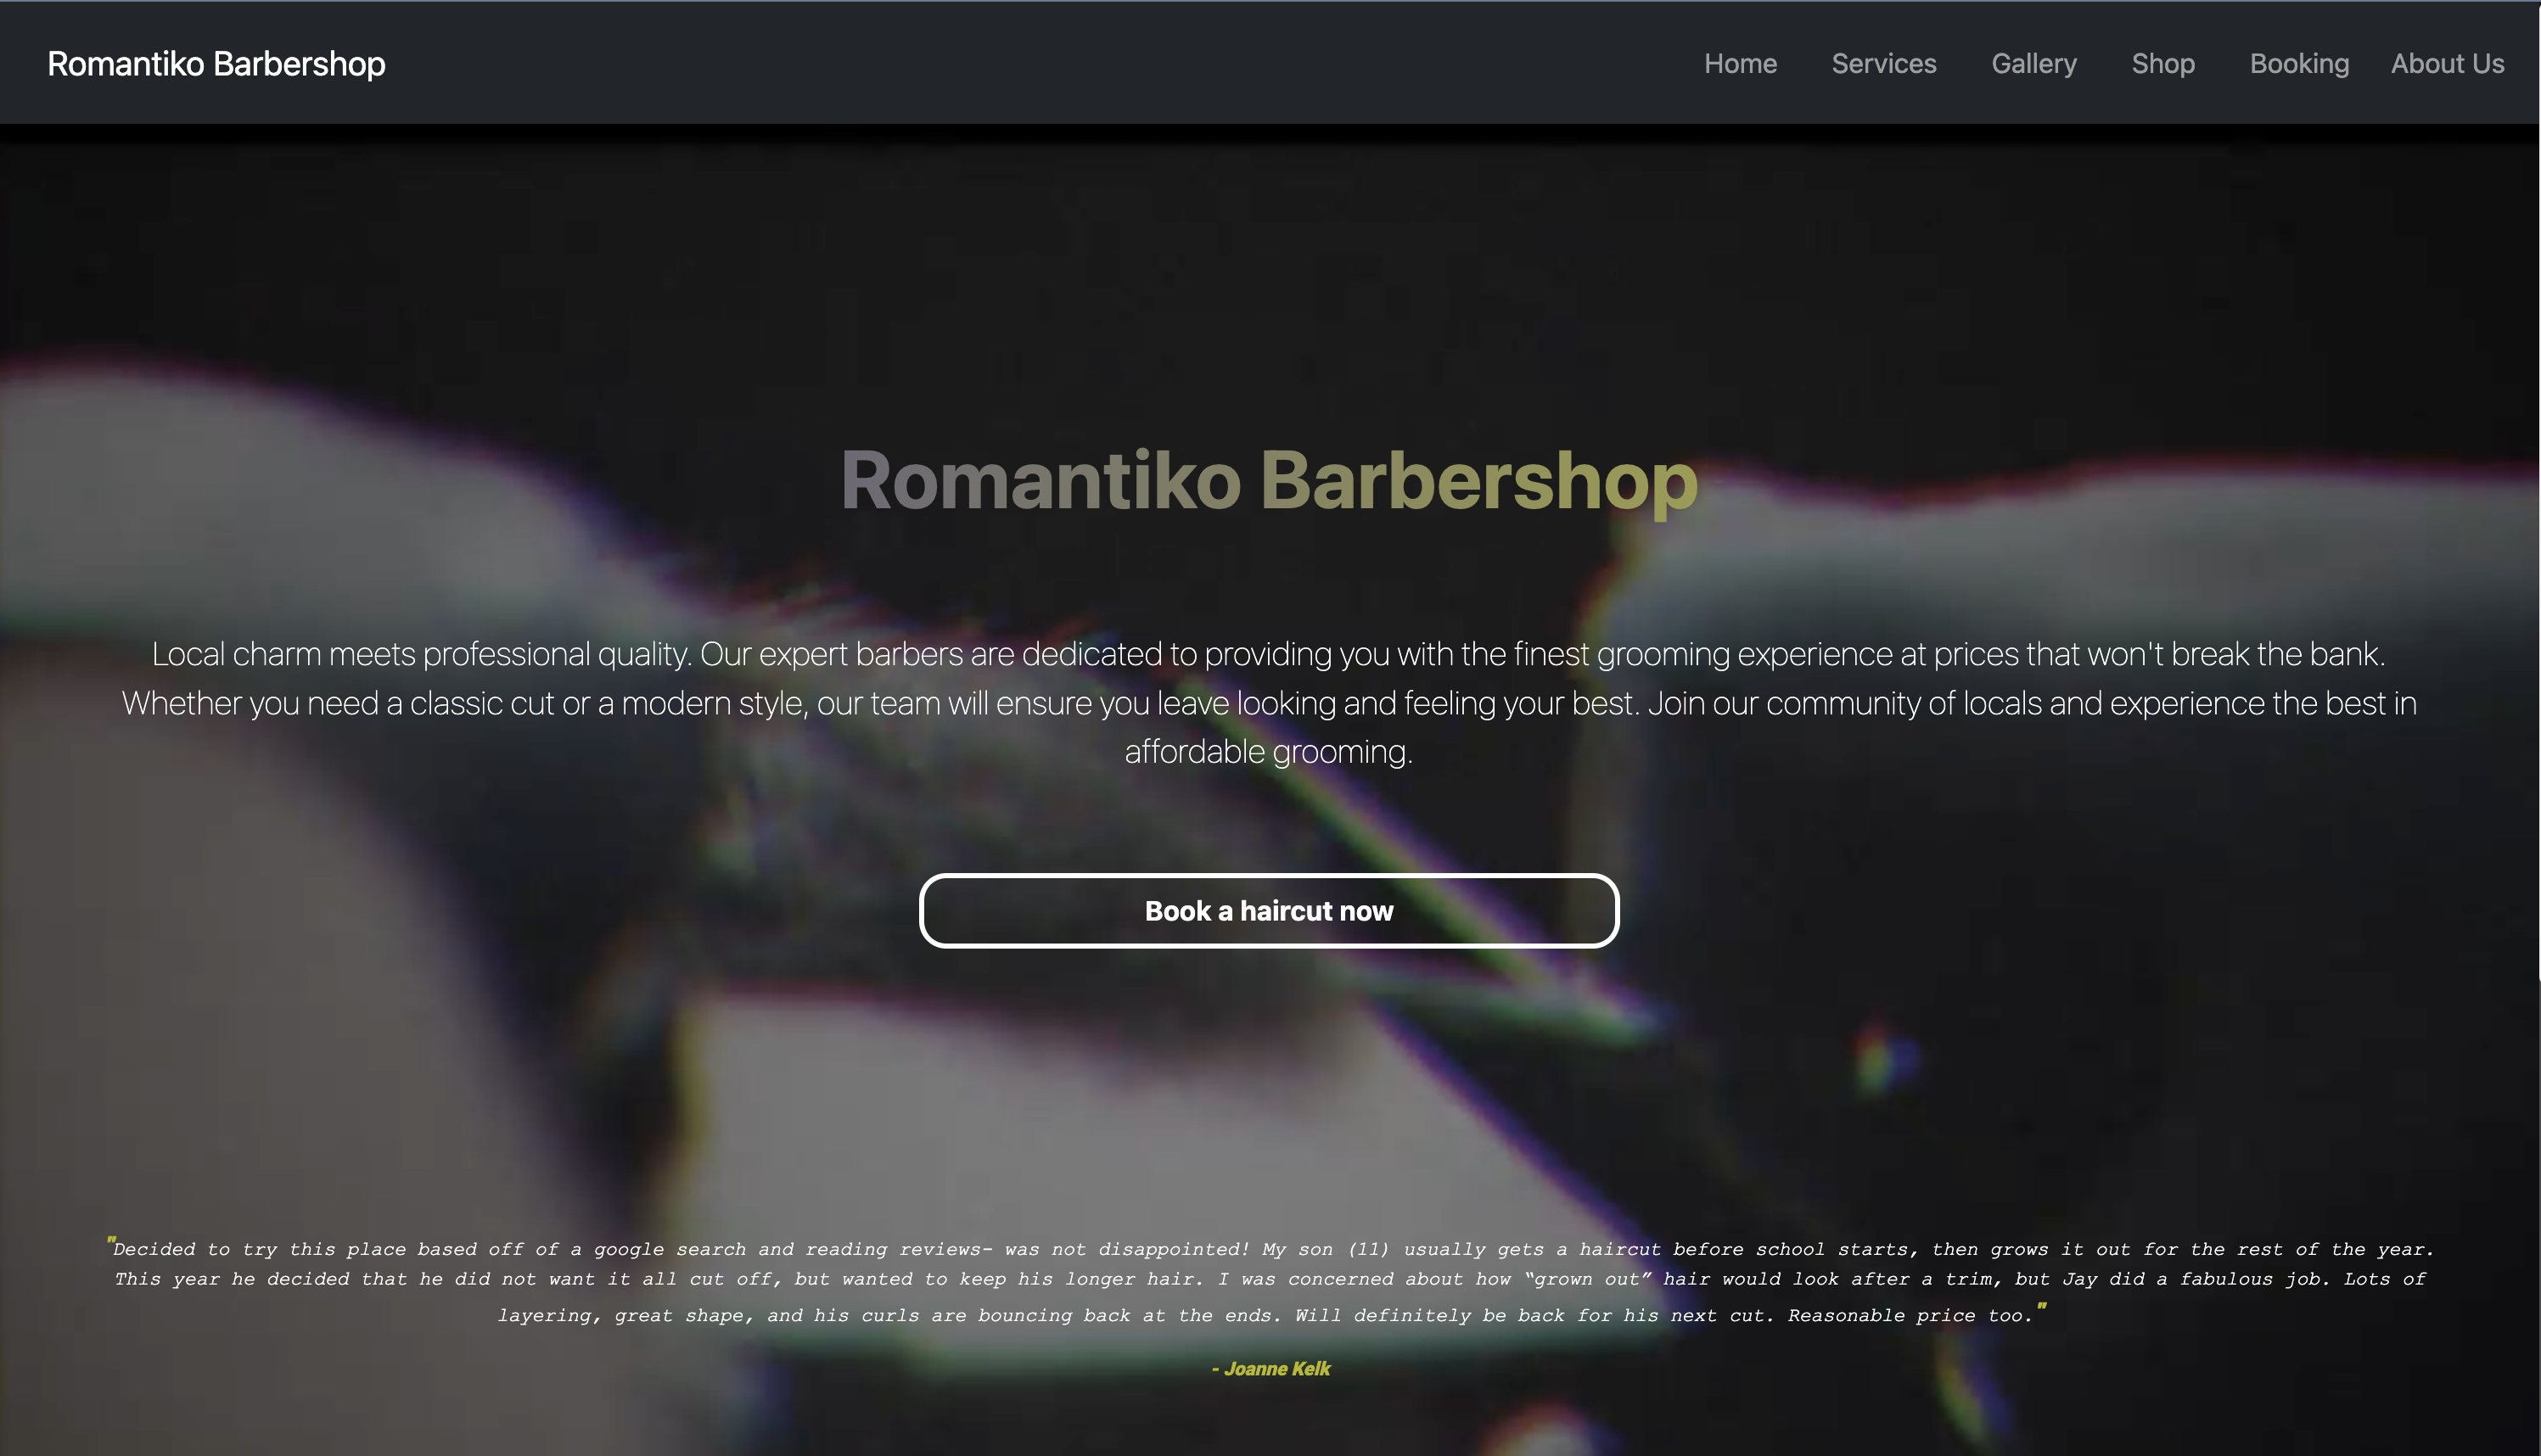 Romantiko Barbershop
Home Services Gallery Shop Booking About Us
Romantiko Barbershop
Local charm meets professional quality. Our expert barbers are dedicated to providing you with the finest grooming experience at prices that won't break the bank.
Whether you need a classic cut or a modern style, our team will ensure you leave looking and feeling your best. Join our community of locals and experience the best in
affordable grooming.
Book a haircut now
"Decided to try this place based off of a google search and reading reviews- was not disappointed! My son (11) usually gets a haircut before school starts, then grows it out for the rest of the year.
This year he decided that he did not want it all cut off, but wanted to keep his longer hair. I was concerned about how “grown out” hair would look after a trim, but Jay did a fabulous job. Lots of
layering, great shape, and his curls are bouncing back at the ends. Will definitely be back for his next cut. Reasonable price too."
- Joanne Kelk